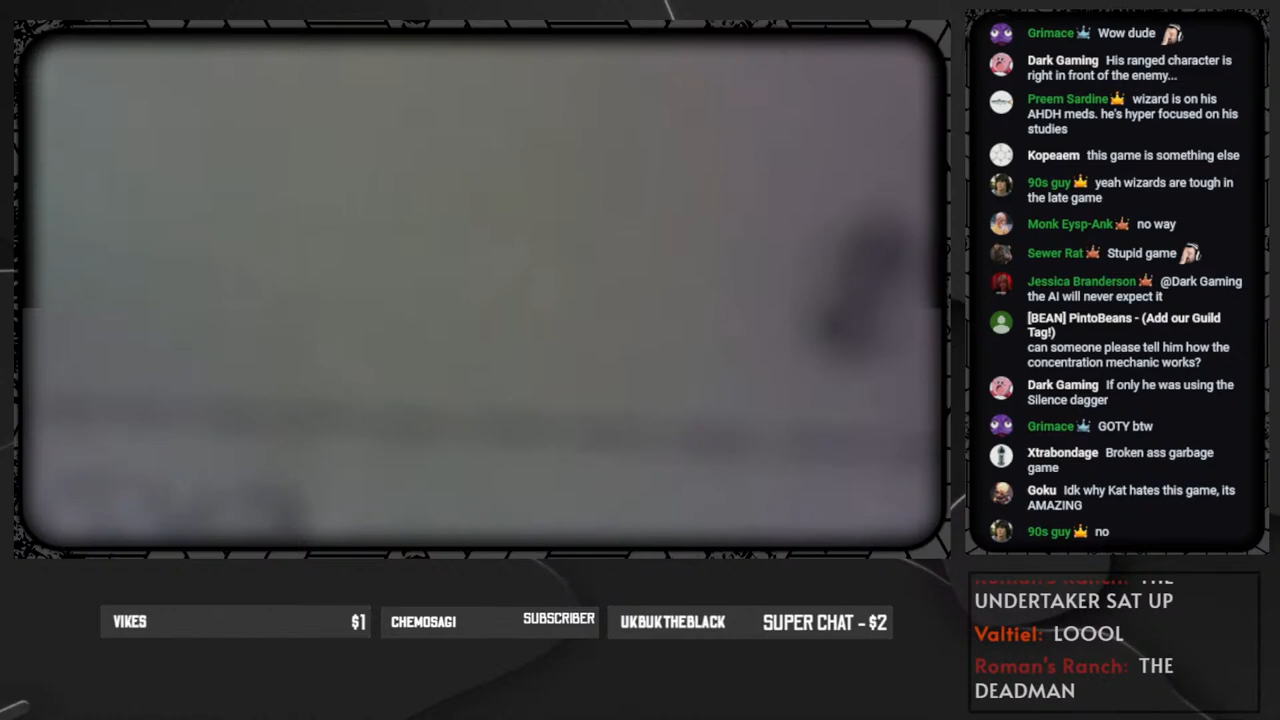 Grimace Wow dude
Dark Gaming His ranged character is
right in front of the enemy...
Preem Sardine wizard is on his
AHDH meds. he's hyper focused on his
studies
Kopeaem this game is something else
90s guy yeah wizards are tough in
the late game
Monk Eysp-Ank no way
Sewer Rat Stupid game
Jessica Branderson @Dark Gaming
the AI will never expect it
[BEAN] PintoBeans - (Add our Guild
Tag!)
can someone please tell him how the
concentration mechanic works?
Dark Gaming If only he was using the
Silence dagger
Grimace GOTY btw
Xtrabondage Broken ass garbage
game
Goku Idk why Kat hates this game, its
AMAZING
90s guy no
VIKES $1
CHEMOSAGI SUBSCRIBER
UKBUKTHEBLACK SUPER CHAT - $2
Roman's Ranch: THE
UNDERTAKER SAT UP
Valtiel: LOOOL
Roman's Ranch: THE
DEADMAN